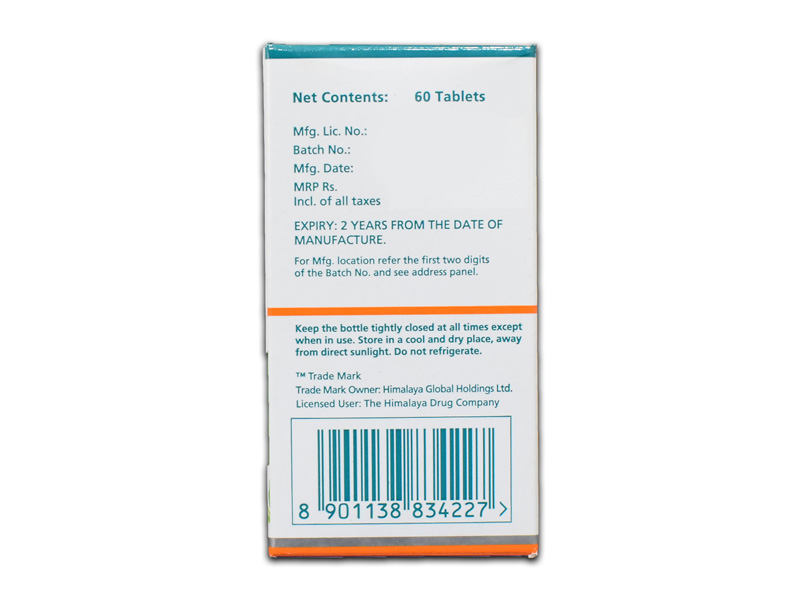 Net Contents: 60 Tablets
Mfg. Lic. No.:
Batch No.:
Mfg. Date:
MRP Rs.
Incl. of all taxes
EXPIRY: 2 YEARS FROM THE DATE OF
MANUFACTURE.
For Mfg. location refer the first two digits
of the Batch No. and see address panel.
Keep the bottle tightly closed at all times except
when in use. Store in a cool and dry place, away
from direct sunlight. Do not refrigerate.
™ Trade Mark
Trade Mark Owner: Himalaya Global Holdings Ltd.
Licensed User: The Himalaya Drug Company
8 901138 834227 >